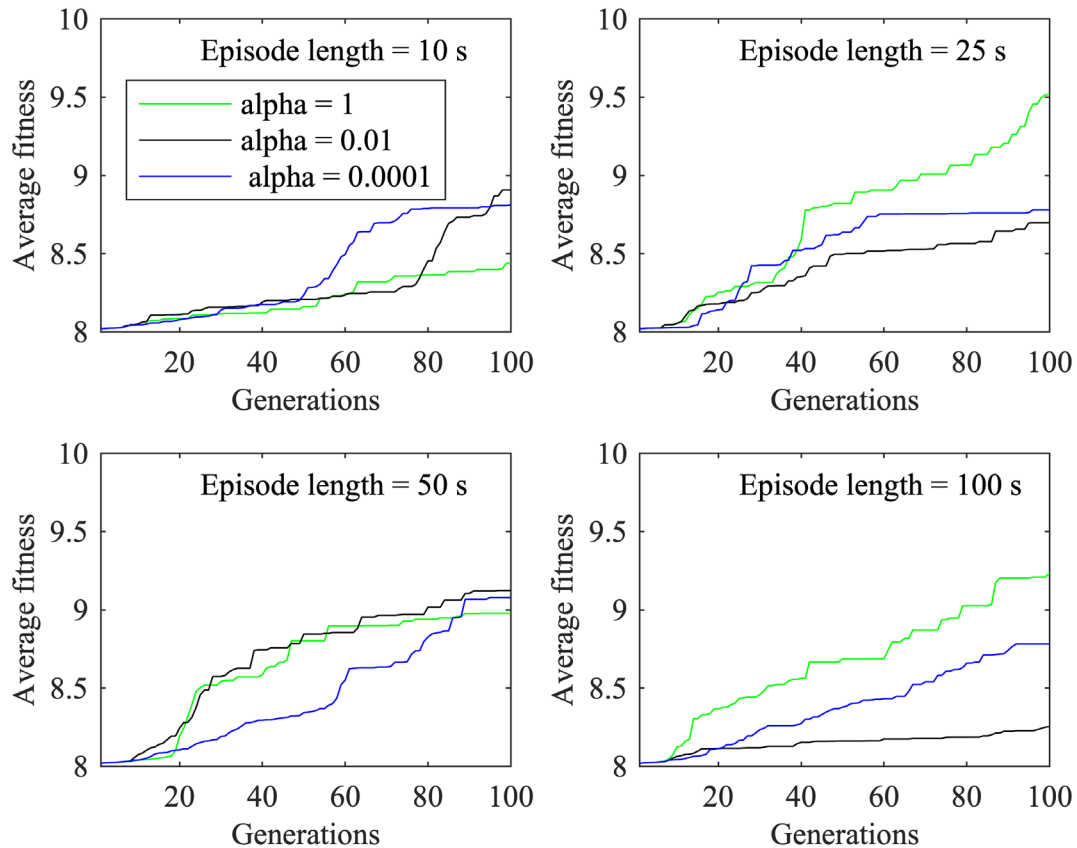 Episode length = 10 s
alpha = 1
alpha = 0.01
alpha = 0.0001
Average fitness
10
9.5
9
8.5
8
20 40 60 80 100
Generations
Episode length = 25 s
Average fitness
10
9.5
9
8.5
8
20 40 60 80 100
Generations
Episode length = 50 s
Average fitness
10
9.5
9
8.5
8
20 40 60 80 100
Generations
Episode length = 100 s
Average fitness
10
9.5
9
8.5
8
20 40 60 80 100
Generations